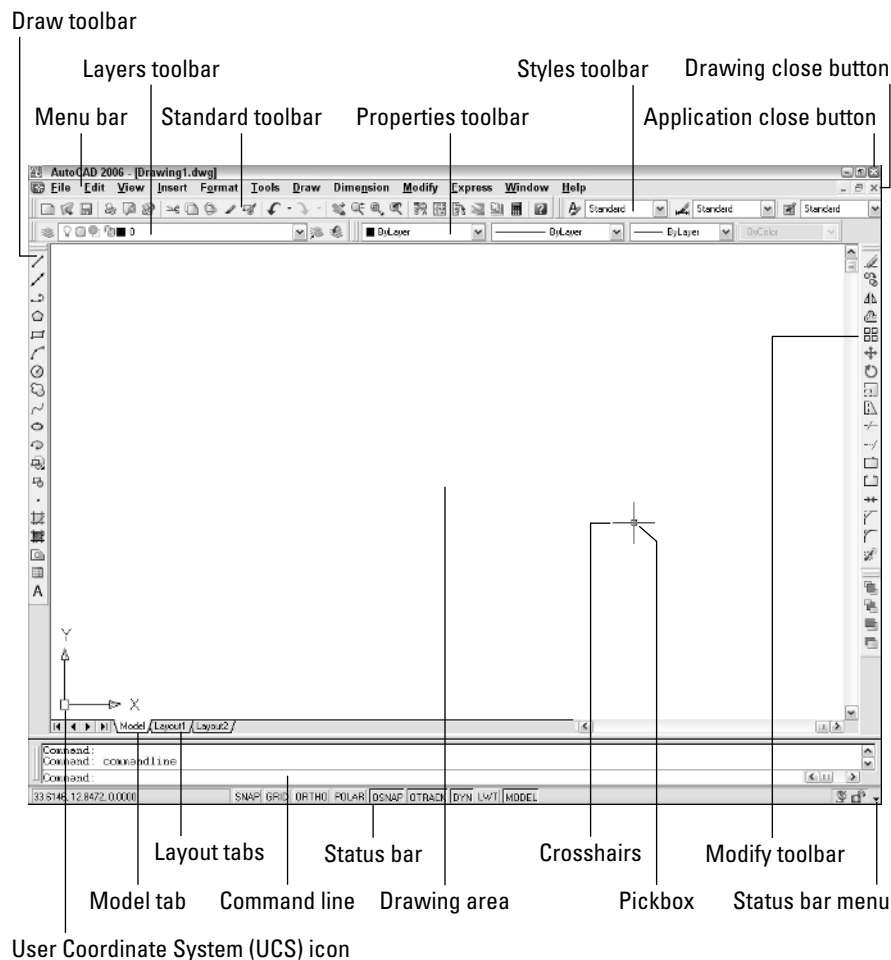 Draw toolbar
Layers toolbar Styles toolbar Drawing close button
Menu bar Standard toolbar Properties toolbar Application close button
AutoCAD 2006 - [Drawing1.dwg]
File Edit View Insert Format Tools Draw Dimension Modify Express Window Help
Standard Standard Standard
0 ByLayer ByLayer ByLayer ByColor
A
Y
X
Model Layout1 Layout2
Command:
Command: commandline
Command:
33.6146, 12.8472, 0.0000 SNAP GRID ORTHO POLAR OSNAP OTRACK DYN LWT MODEL
Layout tabs Status bar Crosshairs Modify toolbar
Model tab Command line Drawing area Pickbox Status bar menu
User Coordinate System (UCS) icon